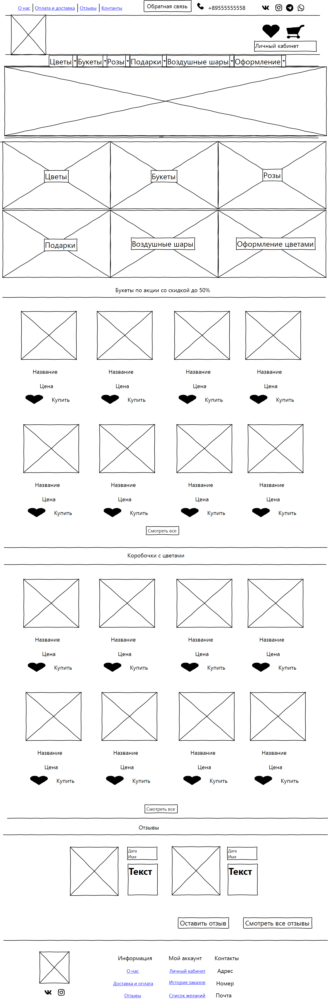 О нас Оплата и доставка Отзывы Контанты Обратная связь +89555555558
Личный кабинет
Цветы Букеты Розы Подарки Воздушные шары Оформление
Цветы Букеты Розы
Подарки Воздушные шары Оформление цветами
Букеты по акции со скидкой до 50%
Название Название Название Название
Цена Цена Цена Цена
Купить Купить Купить Купить
Название Название Название Название
Цена Цена Цена Цена
Купить Купить Купить Купить
Смотреть все
Коробочки с цветами
Название Название Название Название
Цена Цена Цена Цена
Купить Купить Купить Купить
Название Название Название Название
Цена Цена Цена Цена
Купить Купить Купить Купить
Смотреть все
Отзывы
Дата Дата
Имя Имя
Текст Текст
Оставить отзыв Смотреть все отзывы
Информация Мой аккаунт Контакты
О нас Личный кабинет Адрес
Доставка и оплата История заказов Номер
Отзывы Список желаний Почта